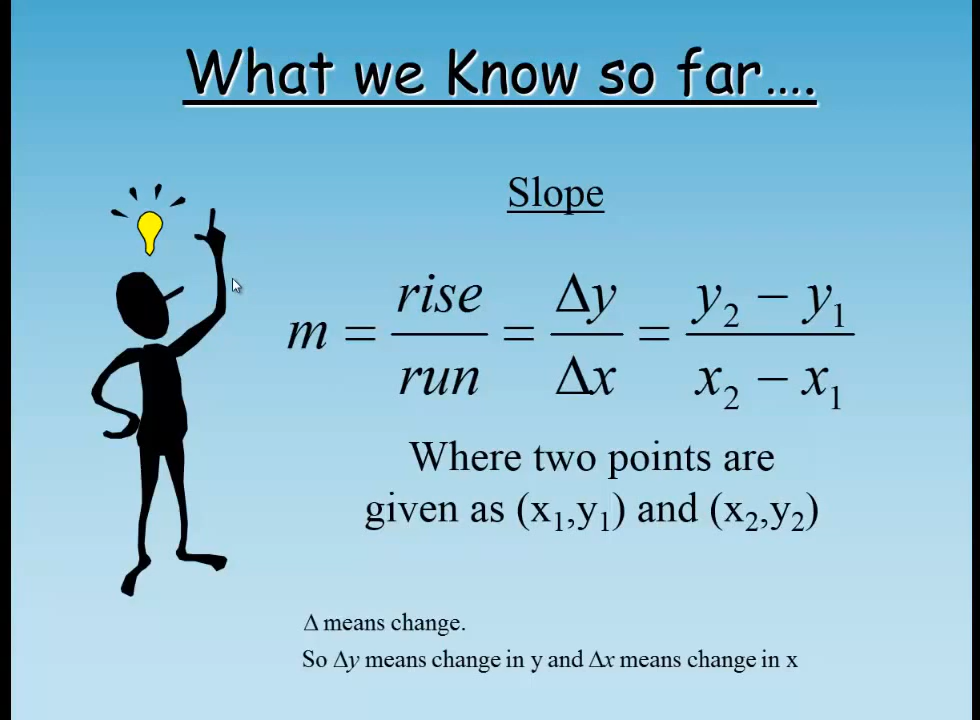 What we Know so far....
Slope
m = rise/run = Δy/Δx = (y₂ − y₁)/(x₂ − x₁)
Where two points are
given as (x₁,y₁) and (x₂,y₂)
Δ means change.
So Δy means change in y and Δx means change in x